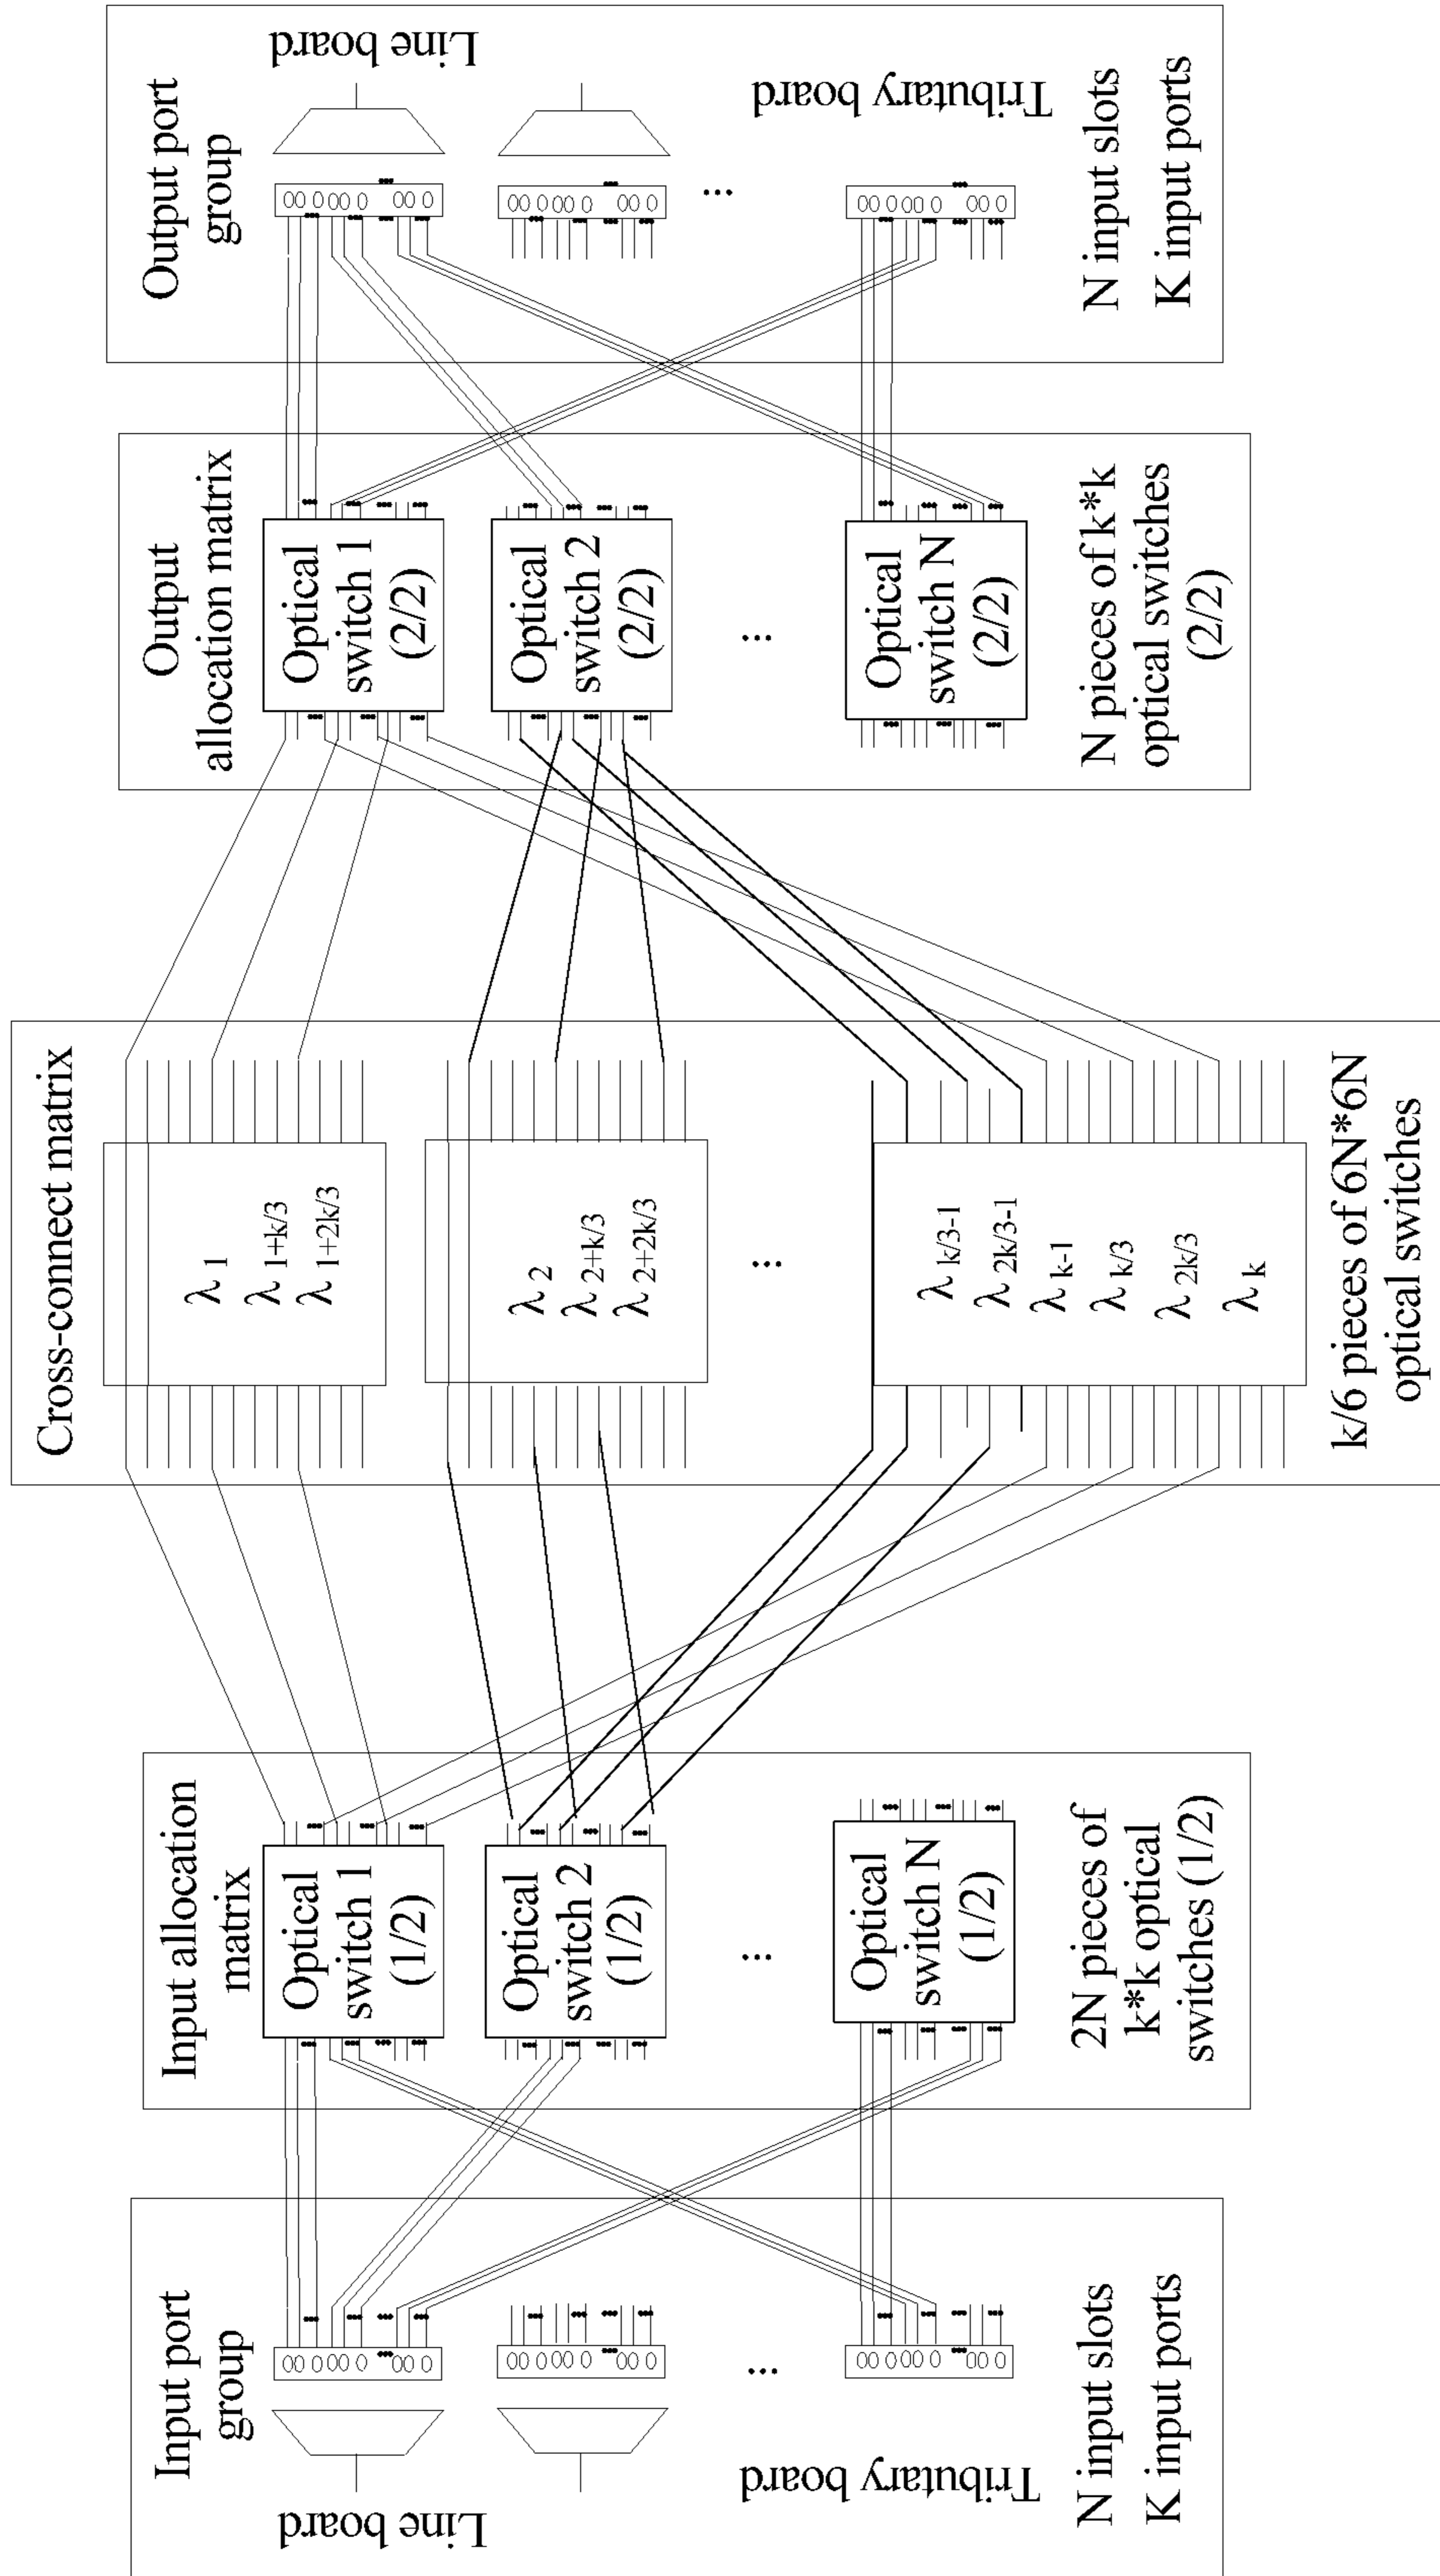 Input port
group
Line board
Tributary board
N input slots
K input ports
Input allocation
matrix
Optical
switch 1
(1/2)
Optical
switch 2
(1/2)
...
Optical
switch N
(1/2)
2N pieces of
k*k optical
switches (1/2)
Cross-connect matrix
λ 1
λ 1+k/3
λ 1+2k/3
λ 2
λ 2+k/3
λ 2+2k/3
...
λ k/3-1
λ 2k/3-1
λ k-1
λ k/3
λ 2k/3
λ k
k/6 pieces of 6N*6N
optical switches
Output
allocation matrix
Optical
switch 1
(2/2)
Optical
switch 2
(2/2)
...
Optical
switch N
(2/2)
N pieces of k*k
optical switches
(2/2)
Output port
group
Line board
...
Tributary board
N input slots
K input ports